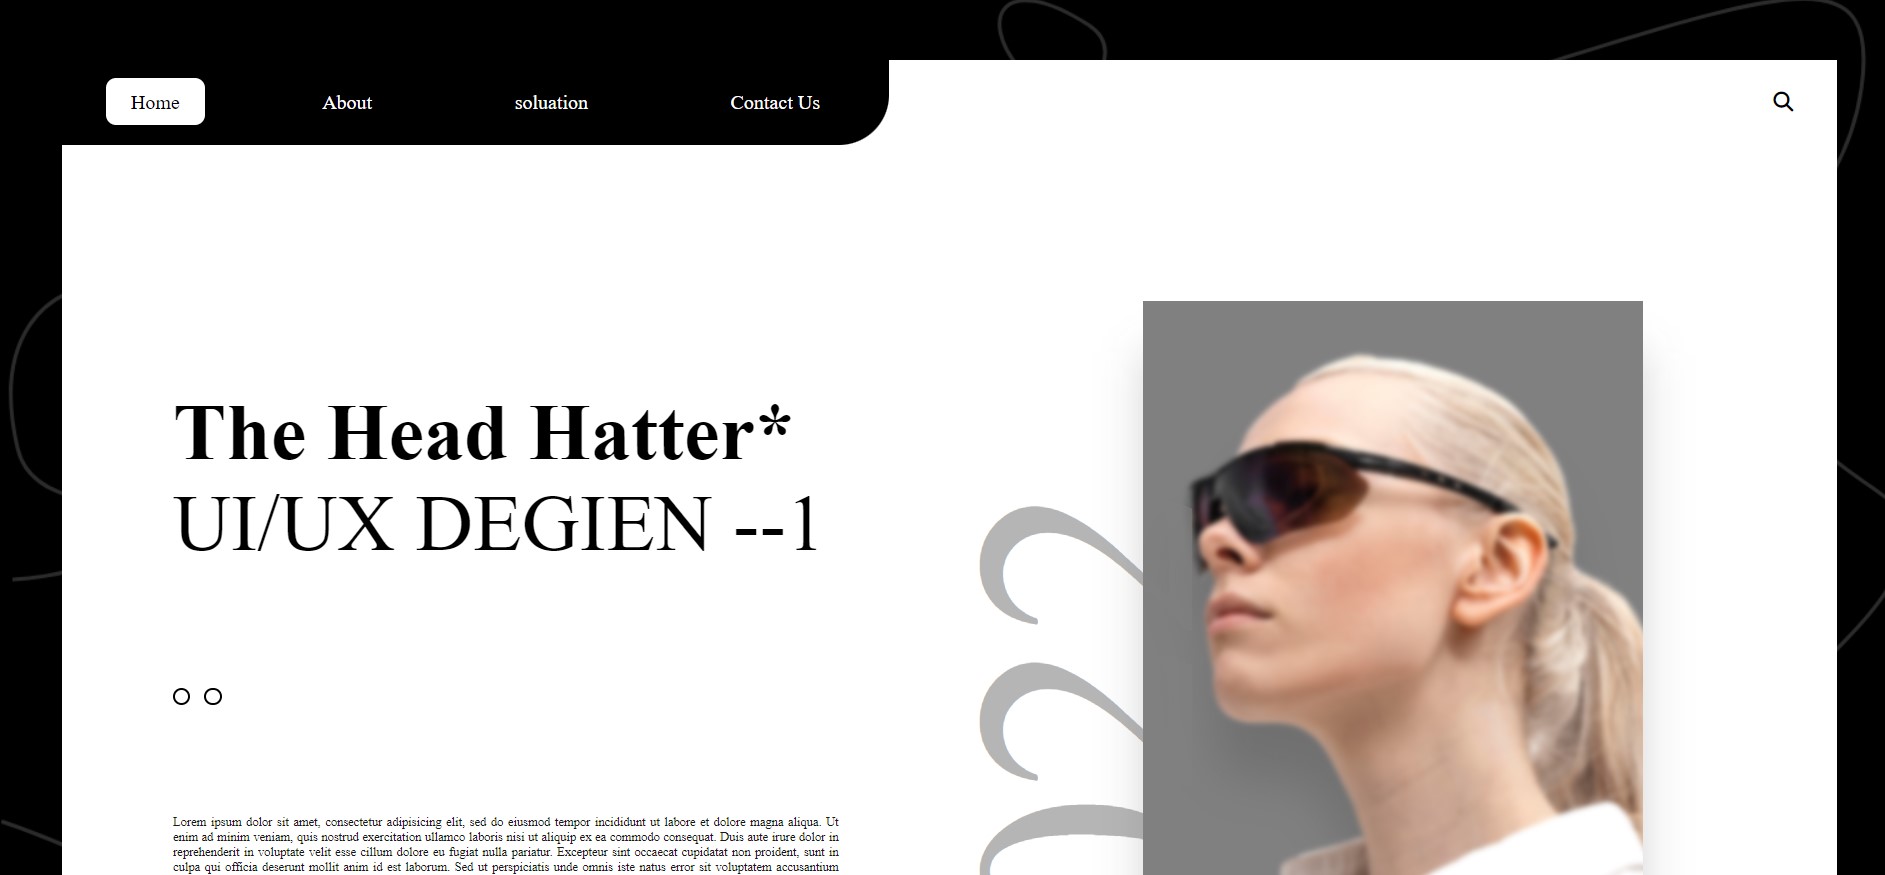 Home About soluation Contact Us
The Head Hatter*
UI/UX DEGIEN --1
Lorem ipsum dolor sit amet, consectetur adipisicing elit, sed do eiusmod tempor incididunt ut labore et dolore magna aliqua. Ut
enim ad minim veniam, quis nostrud exercitation ullamco laboris nisi ut aliquip ex ea commodo consequat. Duis aute irure dolor in
reprehenderit in voluptate velit esse cillum dolore eu fugiat nulla pariatur. Excepteur sint occaecat cupidatat non proident, sunt in
culpa qui officia deserunt mollit anim id est laborum. Sed ut perspiciatis unde omnis iste natus error sit voluptatem accusantium